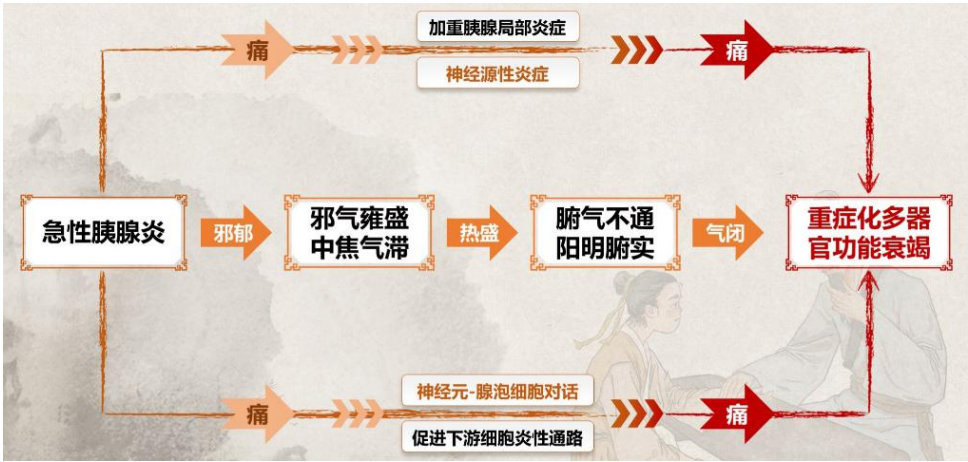 痛
加重胰腺局部炎症
神经源性炎症
痛
急性胰腺炎
邪郁
邪气雍盛
中焦气滞
热盛
腑气不通
阳明腑实
气闭
重症化多器
官功能衰竭
痛
神经元-腺泡细胞对话
促进下游细胞炎性通路
痛